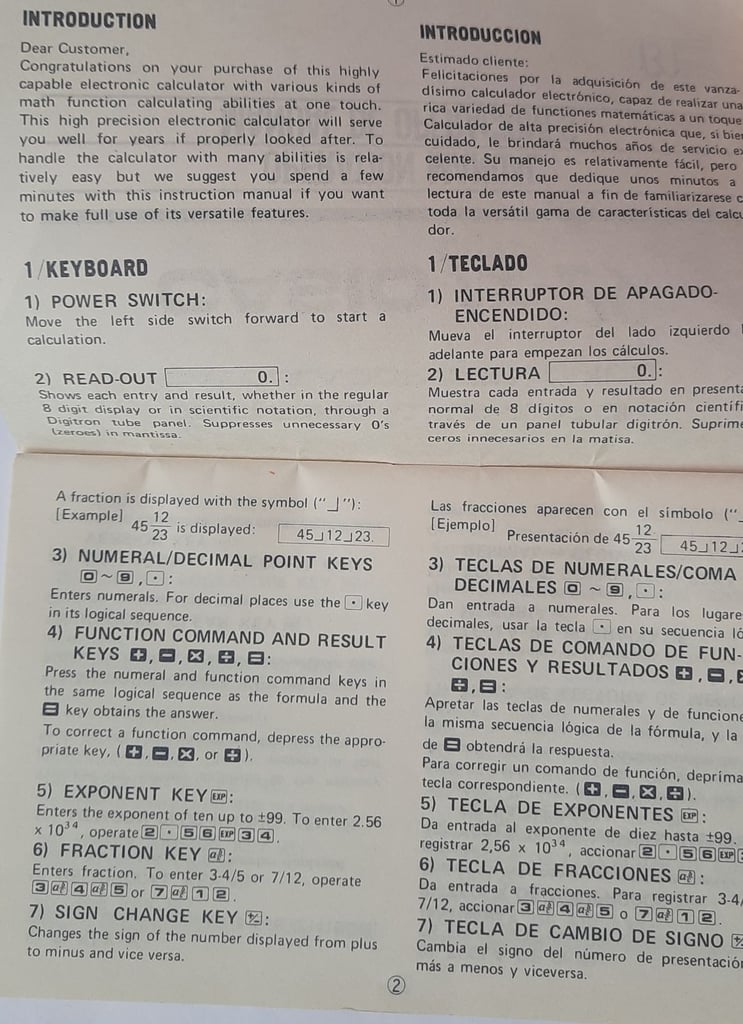 INTRODUCTION
Dear Customer,
Congratulations on your purchase of this highly
capable electronic calculator with various kinds of
math function calculating abilities at one touch.
This high precision electronic calculator will serve
you well for years if properly looked after. To
handle the calculator with many abilities is rela-
tively easy but we suggest you spend a few
minutes with this instruction manual if you want
to make full use of its versatile features.
1/KEYBOARD
1) POWER SWITCH:
Move the left side switch forward to start a
calculation.
2) READ-OUT 0. :
Shows each entry and result, whether in the regular
8 digit display or in scientific notation, through a
Digitron tube panel. Suppresses unnecessary 0's
(zeroes) in mantissa.
A fraction is displayed with the symbol ("⏌"):
[Example] 45 12/23 is displayed: 45⏌12⏌23.
3) NUMERAL/DECIMAL POINT KEYS
0 ~ 9, · :
Enters numerals. For decimal places use the · key
in its logical sequence.
4) FUNCTION COMMAND AND RESULT
KEYS +, −, ×, ÷, =:
Press the numeral and function command keys in
the same logical sequence as the formula and the
= key obtains the answer.
To correct a function command, depress the appro-
priate key, ( +, −, ×, or ÷ ).
5) EXPONENT KEY EXP:
Enters the exponent of ten up to ±99. To enter 2.56
x 10³⁴, operate 2 · 5 6 EXP 3 4.
6) FRACTION KEY a b/c:
Enters fraction. To enter 3-4/5 or 7/12, operate
3 a b/c 4 a b/c 5 or 7 a b/c 1 2.
7) SIGN CHANGE KEY +/−:
Changes the sign of the number displayed from plus
to minus and vice versa.
INTRODUCCION
Estimado cliente:
Felicitaciones por la adquisición de este vanza-
dísimo calculador electrónico, capaz de realizar una
rica variedad de functiones matemáticas a un toque
Calculador de alta precisión electrónica que, si bien
cuidado, le brindará muchos años de servicio ex
celente. Su manejo es relativamente fácil, pero
recomendamos que dedique unos minutos a
lectura de este manual a fin de familiarizarese c
toda la versátil gama de características del calcu
dor.
1/TECLADO
1) INTERRUPTOR DE APAGADO-
ENCENDIDO:
Mueva el interruptor del lado izquierdo
adelante para empezan los cálculos.
2) LECTURA 0. :
Muestra cada entrada y resultado en presenta
normal de 8 dígitos o en notación científi
través de un panel tubular digitrón. Suprime
ceros innecesarios en la matisa.
Las fracciones aparecen con el símbolo ("⏌
[Ejemplo]
Presentación de 45 12/23 45⏌12⏌2
3) TECLAS DE NUMERALES/COMA
DECIMALES 0 ~ 9, · :
Dan entrada a numerales. Para los lugare
decimales, usar la tecla · en su secuencia ló
4) TECLAS DE COMANDO DE FUN-
CIONES Y RESULTADOS +, −,
÷, = :
Apretar las teclas de numerales y de funcione
la misma secuencia lógica de la fórmula, y la
de = obtendrá la respuesta.
Para corregir un comando de función, deprima
tecla correspondiente. ( +, −, ×, ÷ ).
5) TECLA DE EXPONENTES EXP :
Da entrada al exponente de diez hasta ±99.
registrar 2,56 x 10³⁴, accionar 2 · 5 6 EXP 3
6) TECLA DE FRACCIONES a b/c :
Da entrada a fracciones. Para registrar 3-4/
7/12, accionar 3 a b/c 4 a b/c 5 o 7 a b/c 1 2.
7) TECLA DE CAMBIO DE SIGNO +/−
Cambia el signo del número de presentación
más a menos y viceversa.
2